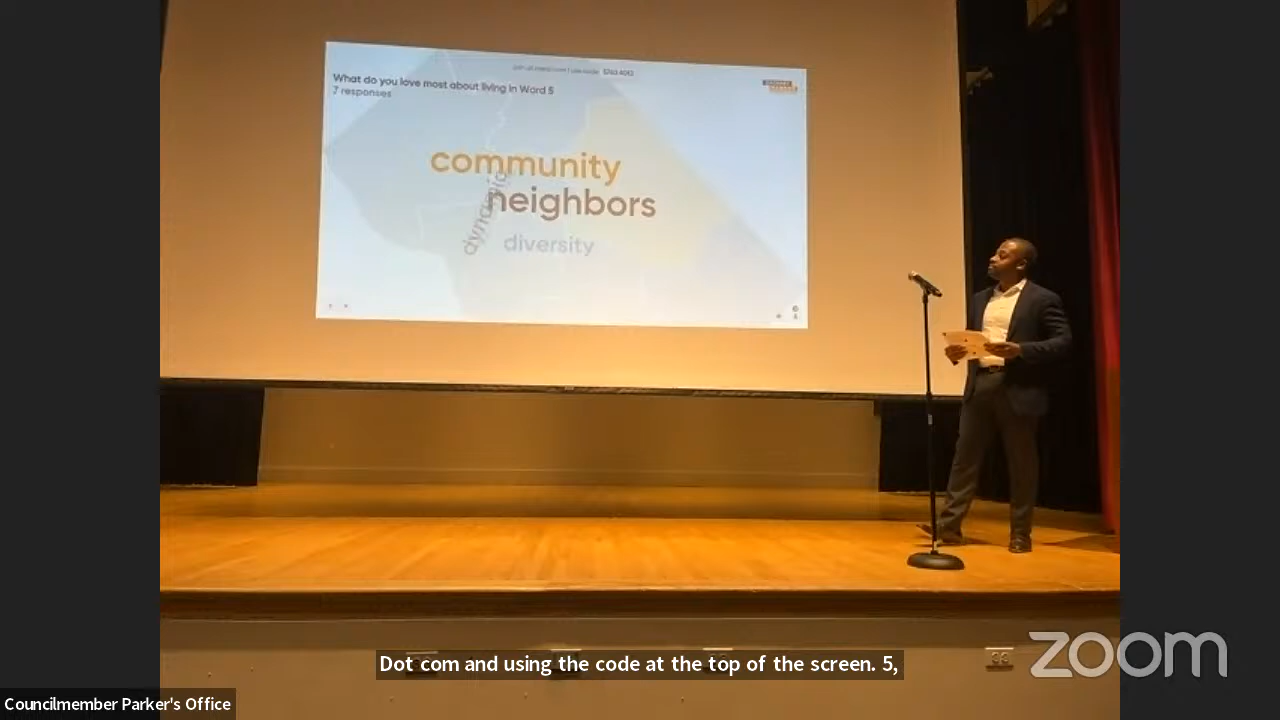 What do you love most about living in Ward 5
7 responses
community
neighbors
dynamic
diversity
Dot com and using the code at the top of the screen. 5,
zoom
Councilmember Parker's Office